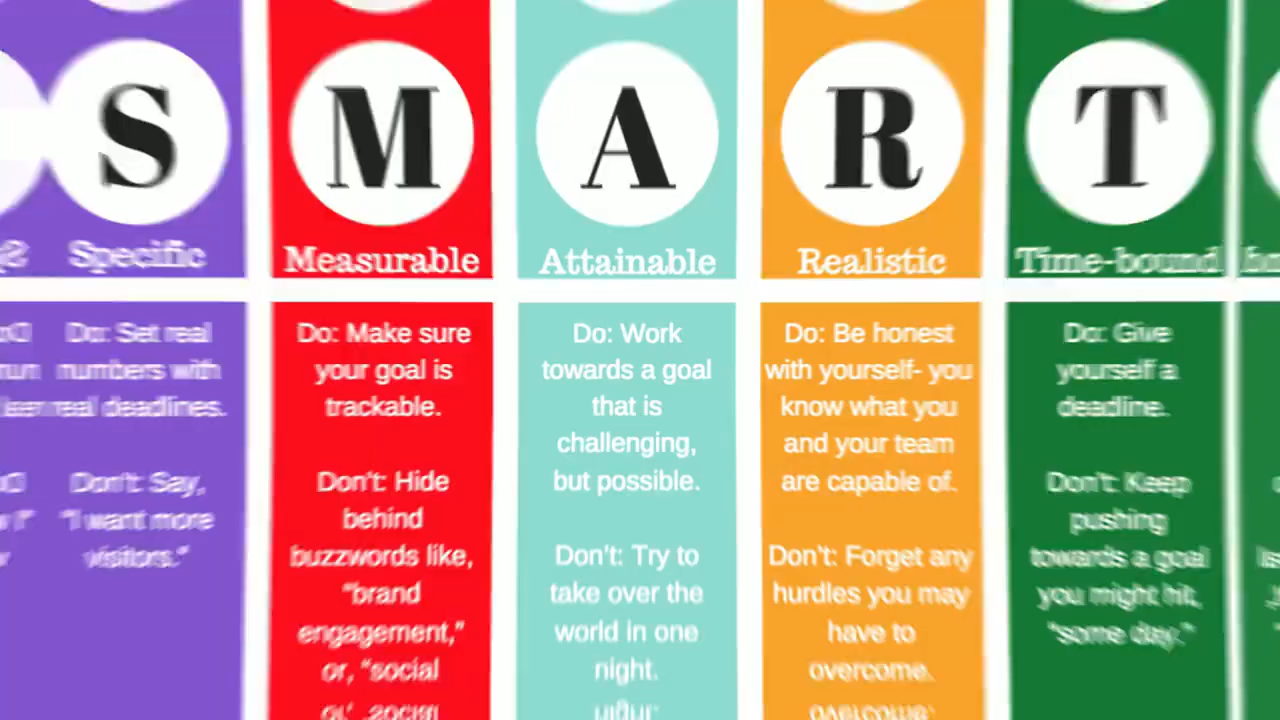 S
Specific
Do: Set real
numbers with
real deadlines.
Don't: Say,
"I want more
visitors."
M
Measurable
Do: Make sure
your goal is
trackable.
Don't: Hide
behind
buzzwords like,
"brand
engagement,"
or, "social
A
Attainable
Do: Work
towards a goal
that is
challenging,
but possible.
Don't: Try to
take over the
world in one
night.
R
Realistic
Do: Be honest
with yourself- you
know what you
and your team
are capable of.
Don't: Forget any
hurdles you may
have to
overcome.
T
Time-bound
Do: Give
yourself a
deadline.
Don't: Keep
pushing
towards a goal
you might hit,
"some day."